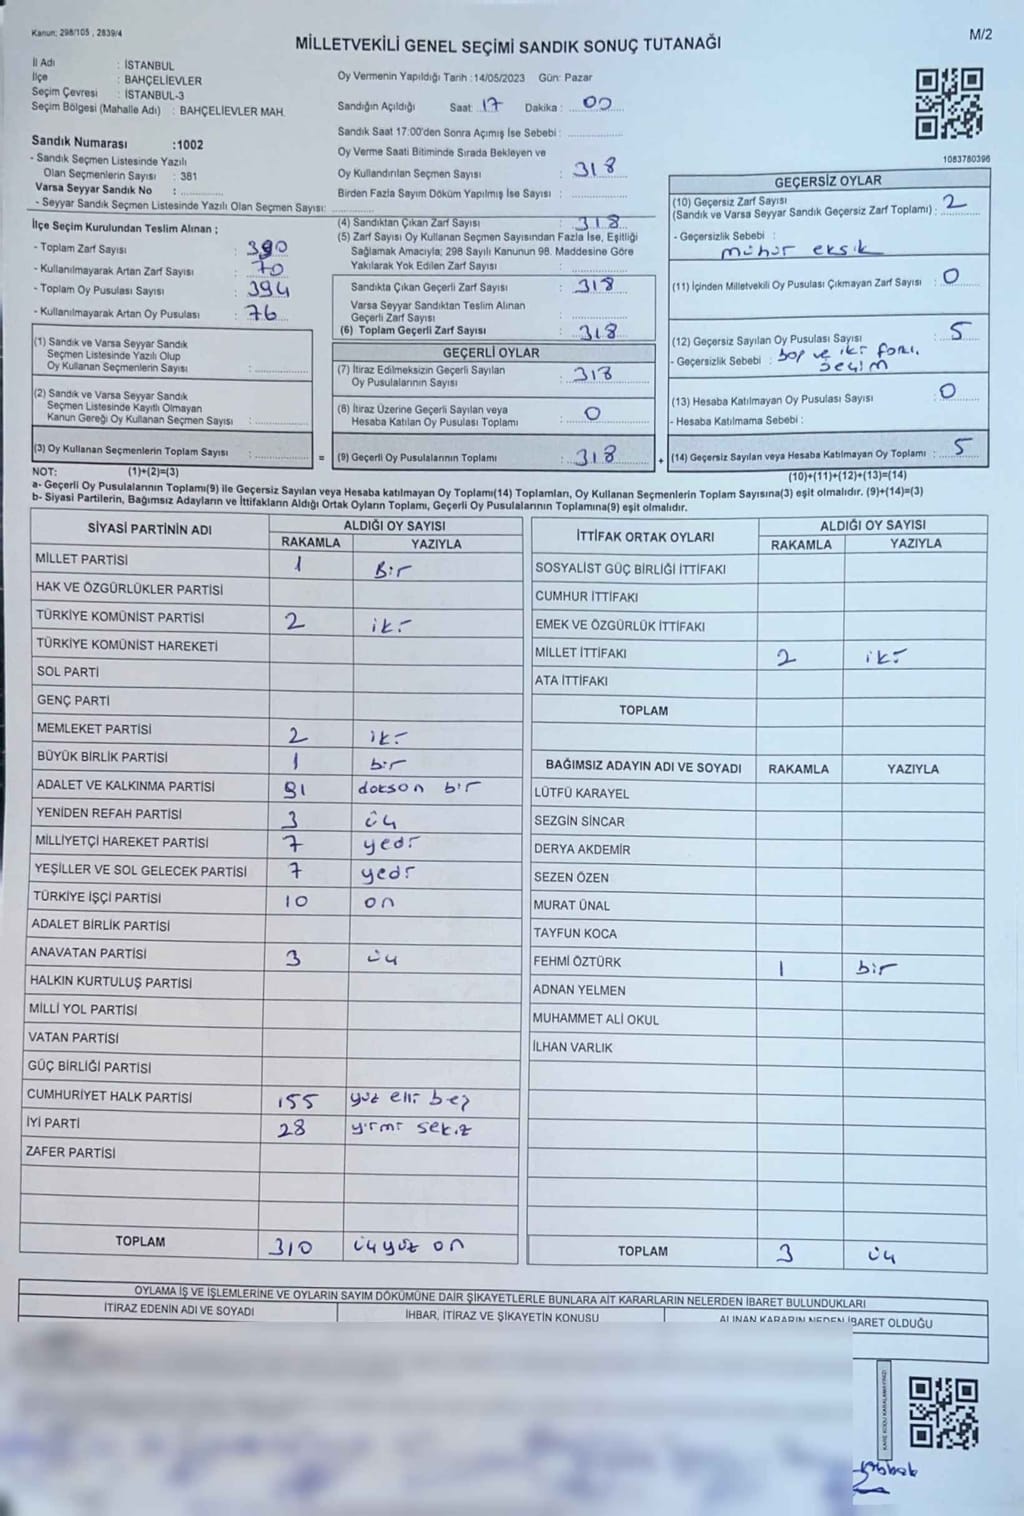 Kanun; 298/105 , 2839/4
M/2
MİLLETVEKİLİ GENEL SEÇİMİ SANDIK SONUÇ TUTANAĞI
İl Adı : İSTANBUL
İlçe : BAHÇELİEVLER
Seçim Çevresi : İSTANBUL-3
Seçim Bölgesi (Mahalle Adı) : BAHÇELİEVLER MAH.
Sandık Numarası :1002
- Sandık Seçmen Listesinde Yazılı
Olan Seçmenlerin Sayısı : 381
Varsa Seyyar Sandık No : ..............
- Seyyar Sandık Seçmen Listesinde Yazılı Olan Seçmen Sayısı: ..............
İlçe Seçim Kurulundan Teslim Alınan ;
- Toplam Zarf Sayısı : 390
- Kullanılmayarak Artan Zarf Sayısı : 70
- Toplam Oy Pusulası Sayısı : 394
- Kullanılmayarak Artan Oy Pusulası : 76
(1) Sandık ve Varsa Seyyar Sandık
Seçmen Listesinde Yazılı Olup
Oy Kullanan Seçmenlerin Sayısı : ..............
(2) Sandık ve Varsa Seyyar Sandık
Seçmen Listesinde Kayıtlı Olmayan
Kanun Gereği Oy Kullanan Seçmen Sayısı : ..............
(3) Oy Kullanan Seçmenlerin Toplam Sayısı : ..............
Oy Vermenin Yapıldığı Tarih :14/05/2023 Gün: Pazar
Sandığın Açıldığı Saat: 17 Dakika : 00
Sandık Saat 17:00'den Sonra Açımış İse Sebebi : ..............
Oy Verme Saati Bitiminde Sırada Bekleyen ve
Oy Kullandırılan Seçmen Sayısı : 318
Birden Fazla Sayım Döküm Yapılmış İse Sayısı : ..............
(4) Sandıktan Çıkan Zarf Sayısı : 318
(5) Zarf Sayısı Oy Kullanan Seçmen Sayısından Fazla İse, Eşitliği
Sağlamak Amacıyla; 298 Sayılı Kanunun 98. Maddesine Göre
Yakılarak Yok Edilen Zarf Sayısı : ..............
Sandıkta Çıkan Geçerli Zarf Sayısı : 318
Varsa Seyyar Sandıktan Teslim Alınan
Geçerli Zarf Sayısı : ..............
(6) Toplam Geçerli Zarf Sayısı : 318
GEÇERLİ OYLAR
(7) İtiraz Edilmeksizin Geçerli Sayılan
Oy Pusulalarının Sayısı : 313
(8) İtiraz Üzerine Geçerli Sayılan veya
Hesaba Katılan Oy Pusulası Toplamı : 0
= (9) Geçerli Oy Pusulalarının Toplamı : 318 +
1083780396
GEÇERSİZ OYLAR
(10) Geçersiz Zarf Sayısı
(Sandık ve Varsa Seyyar Sandık Geçersiz Zarf Toplamı) : 2
- Geçersizlik Sebebi : mühür eksik
(11) İçinden Milletvekili Oy Pusulası Çıkmayan Zarf Sayısı : 0
(12) Geçersiz Sayılan Oy Pusulası Sayısı : 5
- Geçersizlik Sebebi : boş ve iki farklı
seçim
(13) Hesaba Katılmayan Oy Pusulası Sayısı : 0
- Hesaba Katılmama Sebebi :
(14) Geçersiz Sayılan veya Hesaba Katılmayan Oy Toplamı : 5
NOT: (1)+(2)=(3)
(10)+(11)+(12)+(13)=(14)
a- Geçerli Oy Pusulalarının Toplamı(9) ile Geçersiz Sayılan veya Hesaba katılmayan Oy Toplamı(14) Toplamları, Oy Kullanan Seçmenlerin Toplam Sayısına(3) eşit olmalıdır. (9)+(14)=(3)
b- Siyasi Partilerin, Bağımsız Adayların ve İttifakların Aldığı Ortak Oyların Toplamı, Geçerli Oy Pusulalarının Toplamına(9) eşit olmalıdır.
SİYASİ PARTİNİN ADI ALDIĞI OY SAYISI
RAKAMLA YAZIYLA
MİLLET PARTİSİ 1 Bir
HAK VE ÖZGÜRLÜKLER PARTİSİ
TÜRKİYE KOMÜNİST PARTİSİ 2 iki
TÜRKİYE KOMÜNİST HAREKETİ
SOL PARTİ
GENÇ PARTİ
MEMLEKET PARTİSİ 2 iki
BÜYÜK BİRLİK PARTİSİ 1 bir
ADALET VE KALKINMA PARTİSİ 91 dokson bir
YENİDEN REFAH PARTİSİ 3 üç
MİLLİYETÇİ HAREKET PARTİSİ 7 yedi
YEŞİLLER VE SOL GELECEK PARTİSİ 7 yedi
TÜRKİYE İŞÇİ PARTİSİ 10 on
ADALET BİRLİK PARTİSİ
ANAVATAN PARTİSİ 3 üç
HALKIN KURTULUŞ PARTİSİ
MİLLİ YOL PARTİSİ
VATAN PARTİSİ
GÜÇ BİRLİĞİ PARTİSİ
CUMHURİYET HALK PARTİSİ 155 yüz elli beş
İYİ PARTİ 28 yirmi sekiz
ZAFER PARTİSİ
TOPLAM 310 üçyüz on
İTTİFAK ORTAK OYLARI ALDIĞI OY SAYISI
RAKAMLA YAZIYLA
SOSYALİST GÜÇ BİRLİĞİ İTTİFAKI
CUMHUR İTTİFAKI
EMEK VE ÖZGÜRLÜK İTTİFAKI
MİLLET İTTİFAKI 2 iki
ATA İTTİFAKI
TOPLAM
BAĞIMSIZ ADAYIN ADI VE SOYADI RAKAMLA YAZIYLA
LÜTFÜ KARAYEL
SEZGİN SİNCAR
DERYA AKDEMİR
SEZEN ÖZEN
MURAT ÜNAL
TAYFUN KOCA
FEHMİ ÖZTÜRK 1 bir
ADNAN YELMEN
MUHAMMET ALİ OKUL
İLHAN VARLIK
TOPLAM 3 üç
OYLAMA İŞ VE İŞLEMLERİNE VE OYLARIN SAYIM DÖKÜMÜNE DAİR ŞİKAYETLERLE BUNLARA AİT KARARLARIN NELERDEN İBARET BULUNDUKLARI
İTİRAZ EDENİN ADI VE SOYADI İHBAR, İTİRAZ VE ŞİKAYETİN KONUSU ALINAN KARARIN NEDEN İBARET OLDUĞU
KARE KODU KARALAMAYINIZ!